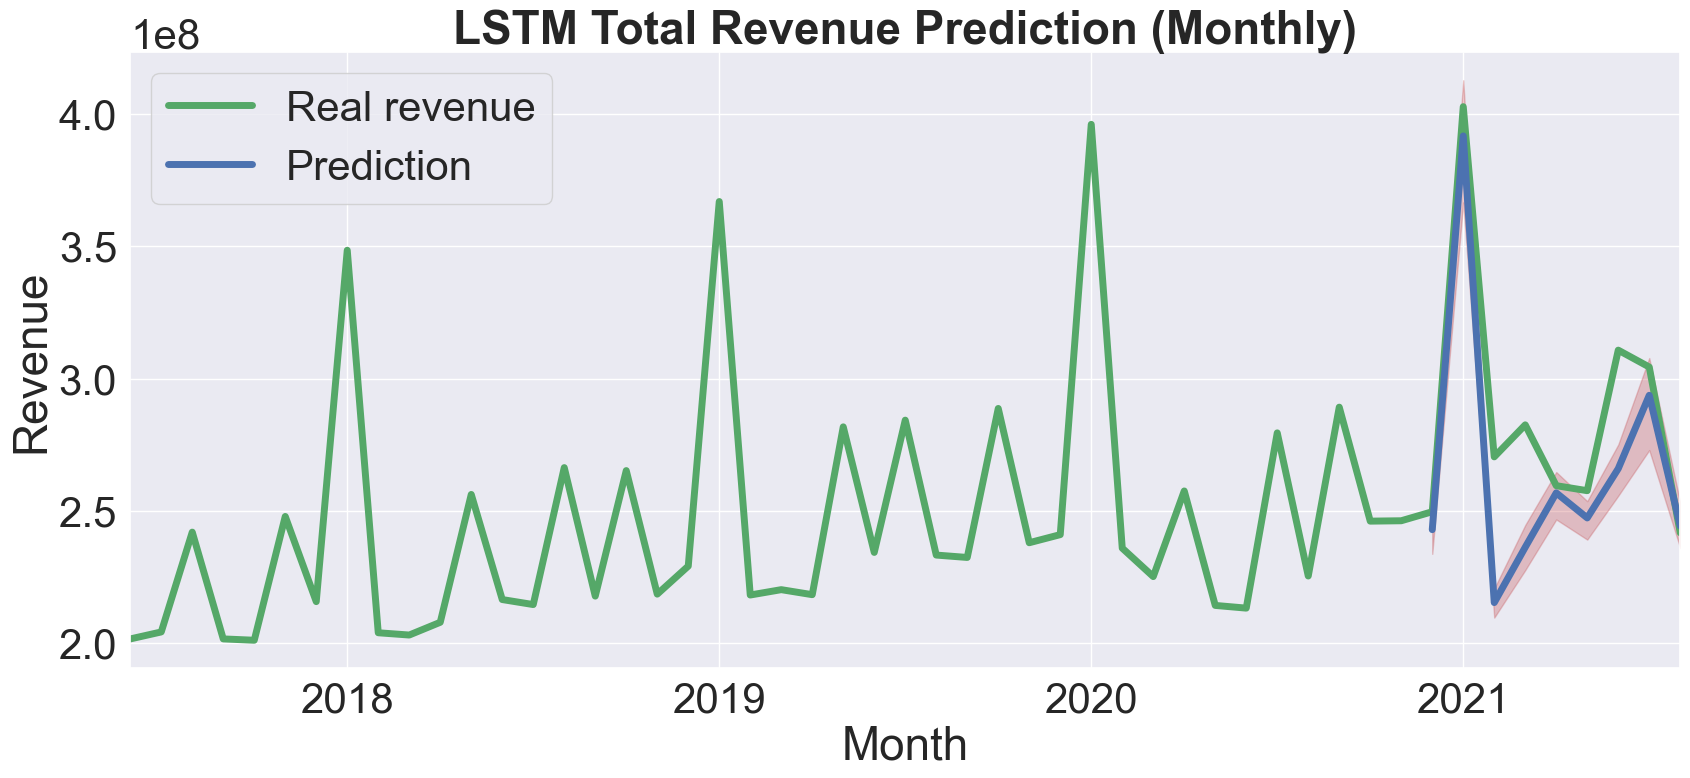 LSTM Total Revenue Prediction (Monthly)
1e8
Real revenue
Prediction
4.0
3.5
3.0
2.5
2.0
Revenue
2018 2019 2020 2021
Month